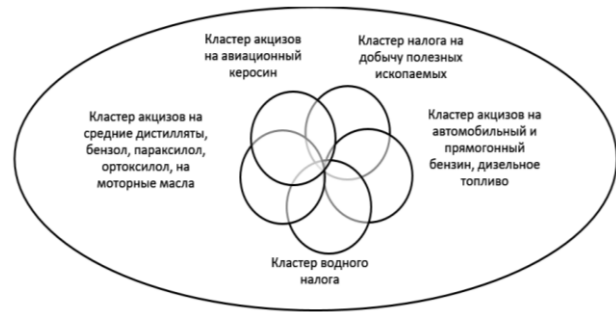 Кластер акцизов
на авиационный
керосин
Кластер налога на
добычу полезных
ископаемых
Кластер акцизов на
средние дистилляты,
бензол, параксилол,
ортоксилол, на
моторные масла
Кластер акцизов на
автомобильный и
прямогонный
бензин, дизельное
топливо
Кластер водного
налога